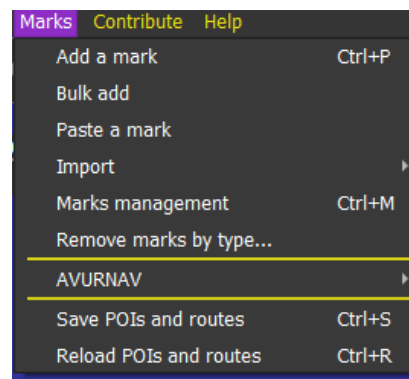 Marks Contribute Help
Add a mark Ctrl+P
Bulk add
Paste a mark
Import
Marks management Ctrl+M
Remove marks by type...
AVURNAV
Save POIs and routes Ctrl+S
Reload POIs and routes Ctrl+R